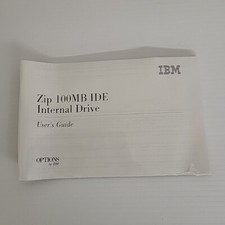 IBM
Zip 100MB IDE
Internal Drive
User's Guide
OPTIONS
by IBM